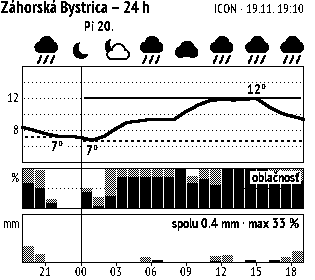 Záhorská Bystrica – 24 h
ICON · 19.11. 19:10
Pi 20.
12°
12
8
7°
7°
%
oblačnosť
mm
spolu 0.4 mm · max 33 %
21 00 03 06 09 12 15 18